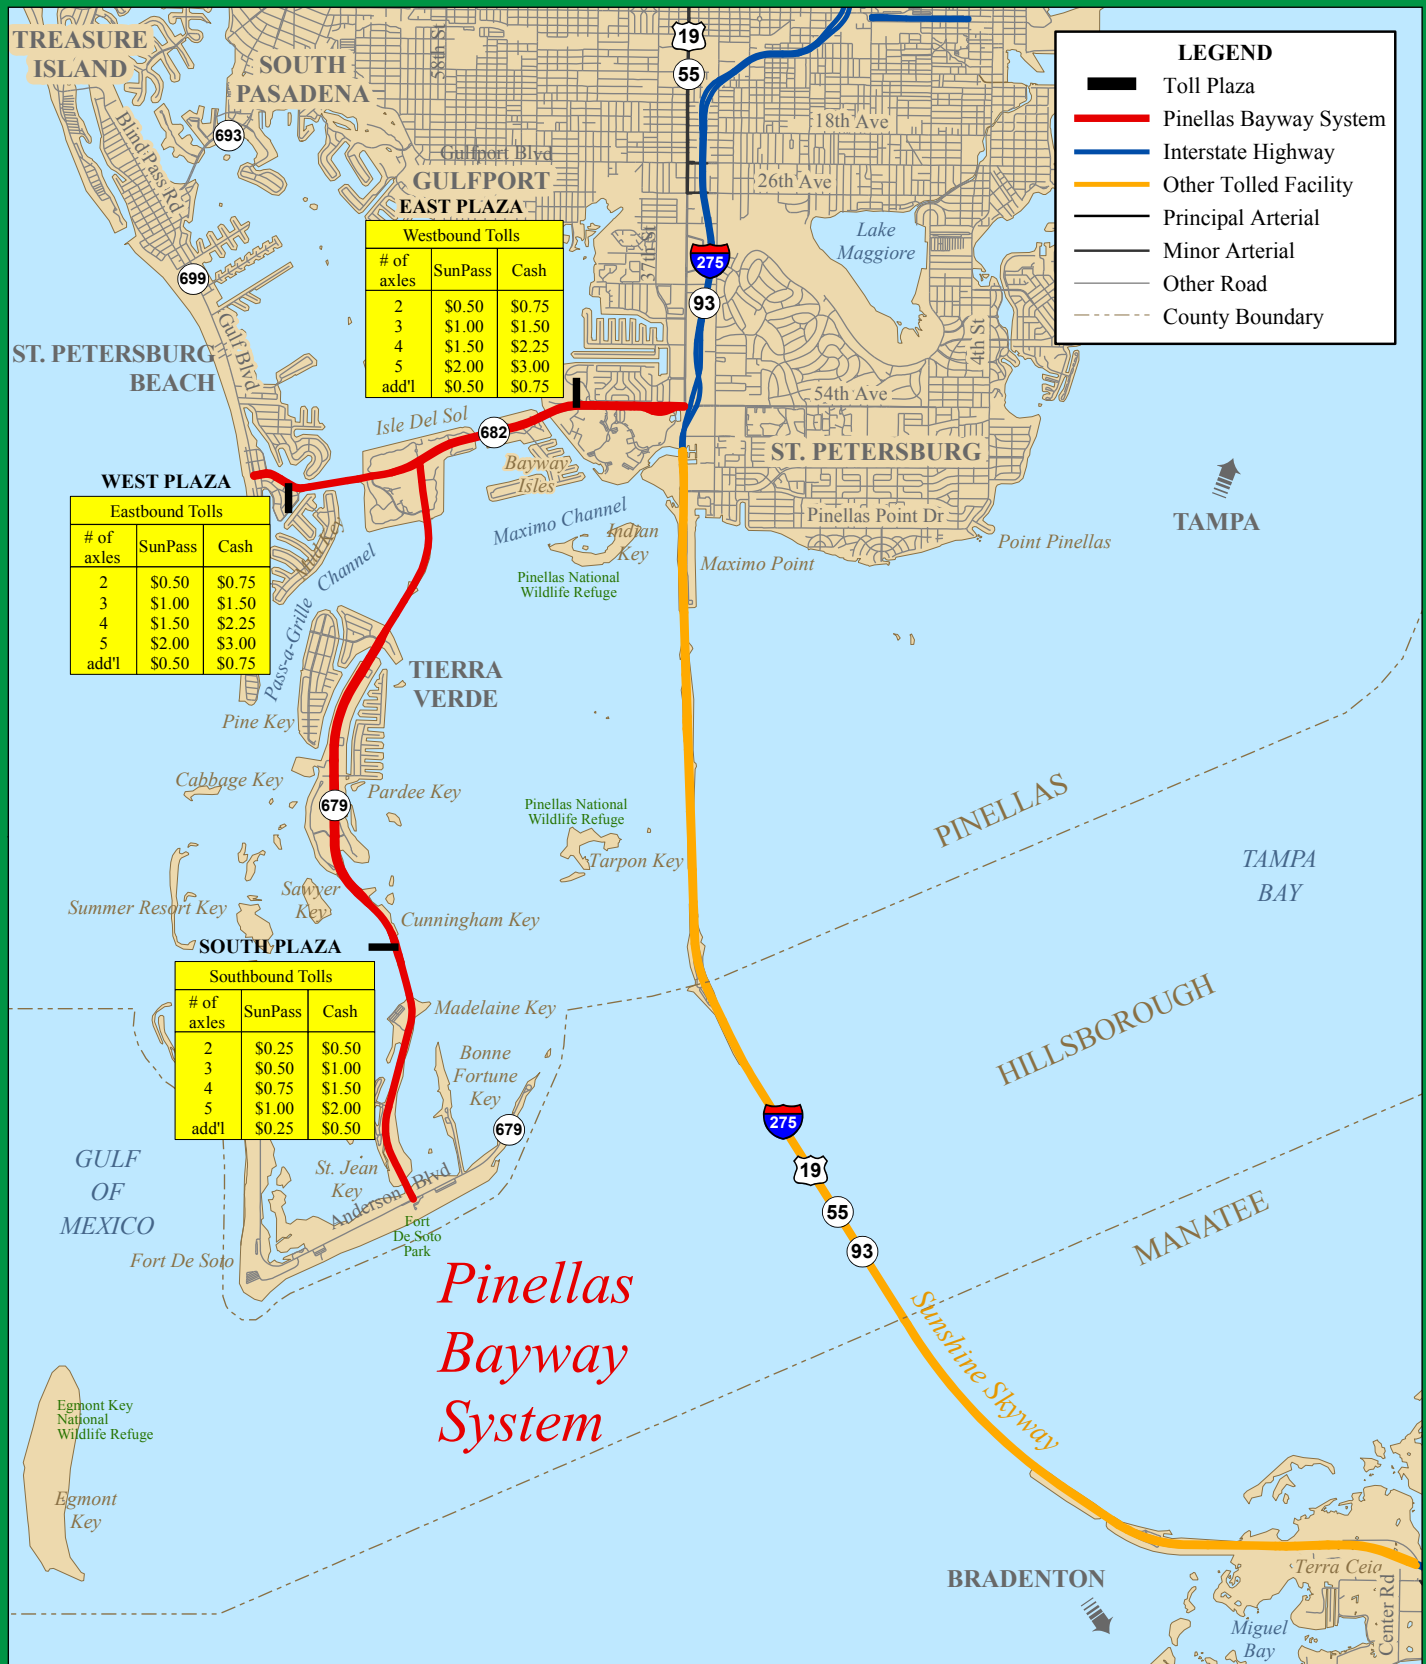 TREASURE
ISLAND
SOUTH
PASADENA
58th St
19
55
693
Blind Pass Rd
Gulfport Blvd
GULFPORT
18th Ave
26th Ave
Lake
Maggiore
37th St
275
93
699
Gulf Blvd
4th St
54th Ave
ST. PETERSBURG
BEACH
LEGEND
Toll Plaza
Pinellas Bayway System
Interstate Highway
Other Tolled Facility
Principal Arterial
Minor Arterial
Other Road
County Boundary
EAST PLAZA
Westbound Tolls
# of axles SunPass Cash
2 $0.50 $0.75
3 $1.00 $1.50
4 $1.50 $2.25
5 $2.00 $3.00
add'l $0.50 $0.75
Isle Del Sol
682
Bayway
Isles
ST. PETERSBURG
WEST PLAZA
Eastbound Tolls
# of axles SunPass Cash
2 $0.50 $0.75
3 $1.00 $1.50
4 $1.50 $2.25
5 $2.00 $3.00
add'l $0.50 $0.75
Mud Key
Pass-a-Grille Channel
Maximo Channel
Indian
Key
Pinellas National
Wildlife Refuge
Maximo Point
Pinellas Point Dr
Point Pinellas
TAMPA
TIERRA
VERDE
Pine Key
Cabbage Key
Pardee Key
679
Pinellas National
Wildlife Refuge
Tarpon Key
PINELLAS
TAMPA
BAY
Summer Resort Key
Sawyer
Key
Cunningham Key
SOUTH PLAZA
Southbound Tolls
# of axles SunPass Cash
2 $0.25 $0.50
3 $0.50 $1.00
4 $0.75 $1.50
5 $1.00 $2.00
add'l $0.25 $0.50
Madelaine Key
Bonne
Fortune
Key
679
HILLSBOROUGH
275
19
55
93
GULF
OF
MEXICO
St. Jean
Key
Anderson Blvd
Fort
De Soto
Park
Fort De Soto
MANATEE
Pinellas
Bayway
System
Sunshine Skyway
Egmont Key
National
Wildlife Refuge
Egmont
Key
BRADENTON
Terra Ceia
Center Rd
Miguel
Bay